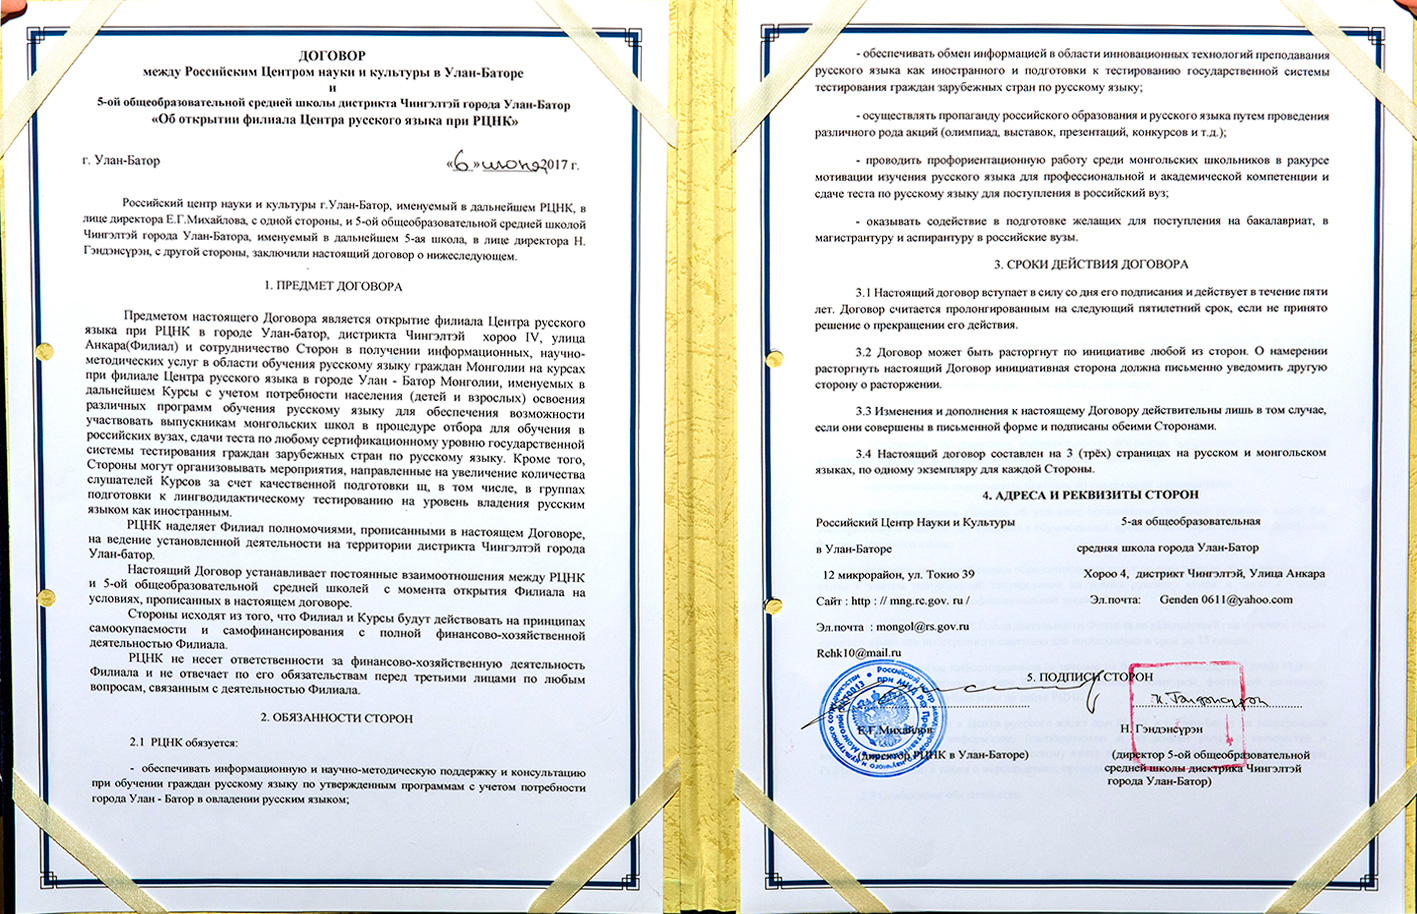 ДОГОВОР
между Российским Центром науки и культуры в Улан-Баторе
и
5-ой общеобразовательной средней школы дистрикта Чингэлтэй города Улан-Батор
«Об открытии филиала Центра русского языка при РЦНК»
г. Улан-Батор «6» июня 2017 г.
Российский центр науки и культуры г.Улан-Батор, именуемый в дальнейшем РЦНК, в
лице директора Е.Г.Михайлова, с одной стороны, и 5-ой общеобразовательной средней школой
Чингэлтэй города Улан-Батора, именуемый в дальнейшем 5-ая школа, в лице директора Н.
Гэндэнсүрэн, с другой стороны, заключили настоящий договор о нижеследующем.
1. ПРЕДМЕТ ДОГОВОРА
Предметом настоящего Договора является открытие филиала Центра русского
языка при РЦНК в городе Улан-батор, дистрикта Чингэлтэй хороо IV, улица
Анкара(Филиал) и сотрудничество Сторон в получении информационных, научно-
методических услуг в области обучения русскому языку граждан Монголии на курсах
при филиале Центра русского языка в городе Улан - Батор Монголии, именуемых в
дальнейшем Курсы с учетом потребности населения (детей и взрослых) освоения
различных программ обучения русскому языку для обеспечения возможности
участвовать выпускникам монгольских школ в процедуре отбора для обучения в
российских вузах, сдачи теста по любому сертификационному уровню государственной
системы тестирования граждан зарубежных стран по русскому языку. Кроме того,
Стороны могут организовывать мероприятия, направленные на увеличение количества
слушателей Курсов за счет качественной подготовки щ, в том числе, в группах
подготовки к лингводидактическому тестированию на уровень владения русским
языком как иностранным.
РЦНК наделяет Филиал полномочиями, прописанными в настоящем Договоре,
на ведение установленной деятельности на территории дистрикта Чингэлтэй города
Улан-батор.
Настоящий Договор устанавливает постоянные взаимоотношения между РЦНК
и 5-ой общеобразовательной средней школей с момента открытия Филиала на
условиях, прописанных в настоящем договоре.
Стороны исходят из того, что Филиал и Курсы будут действовать на принципах
самоокупаемости и самофинансирования с полной финансово-хозяйственной
деятельностью Филиала.
РЦНК не несет ответственности за финансово-хозяйственную деятельность
Филиала и не отвечает по его обязательствам перед третьими лицами по любым
вопросам, связанным с деятельностью Филиала.
2. ОБЯЗАННОСТИ СТОРОН
2.1 РЦНК обязуется:
- обеспечивать информационную и научно-методическую поддержку и консультацию
при обучении граждан русскому языку по утвержденным программам с учетом потребности
города Улан - Батор в овладении русским языком;
- обеспечивать обмен информацией в области инновационных технологий преподавания
русского языка как иностранного и подготовки к тестированию государственной системы
тестирования граждан зарубежных стран по русскому языку;
- осуществлять пропаганду российского образования и русского языка путем проведения
различного рода акций (олимпиад, выставок, презентаций, конкурсов и т.д.);
- проводить профориентационную работу среди монгольских школьников в ракурсе
мотивации изучения русского языка для профессиональной и академической компетенции и
сдаче теста по русскому языку для поступления в российский вуз;
- оказывать содействие в подготовке желащих для поступления на бакалавриат, в
магистрантуру и аспирантуру в российские вузы.
3. СРОКИ ДЕЙСТВИЯ ДОГОВОРА
3.1 Настоящий договор вступает в силу со дня его подписания и действует в течение пяти
лет. Договор считается пролонгированным на следующий пятилетний срок, если не принято
решение о прекращении его действия.
3.2 Договор может быть расторгнут по инициативе любой из сторон. О намерении
расторгнуть настоящий Договор инициативная сторона должна письменно уведомить другую
сторону о расторжении.
3.3 Изменения и дополнения к настоящему Договору действительны лишь в том случае,
если они совершены в письменной форме и подписаны обеими Сторонами.
3.4 Настоящий договор составлен на 3 (трёх) страницах на русском и монгольском
языках, по одному экземпляру для каждой Стороны.
4. АДРЕСА И РЕКВИЗИТЫ СТОРОН
Российский Центр Науки и Культуры 5-ая общеобразовательная
в Улан-Баторе средняя школа города Улан-Батор
12 микрорайон, ул. Токио 39 Хороо 4, дистрикт Чингэлтэй, Улица Анкара
Сайт : http : // mng.rc.gov. ru / Эл.почта: Genden 0611@yahoo.com
Эл.почта : mongol@rs.gov.ru
Rchk10@mail.ru
5. ПОДПИСИ СТОРОН
Н. Гэндэнсүрэн
Е.Г.Михайлов Н. Гэндэнсүрэн
(директор РЦНК в Улан-Баторе) (директор 5-ой общеобразовательной
средней школы дисктрика Чингэлтэй
города Улан-Батор)